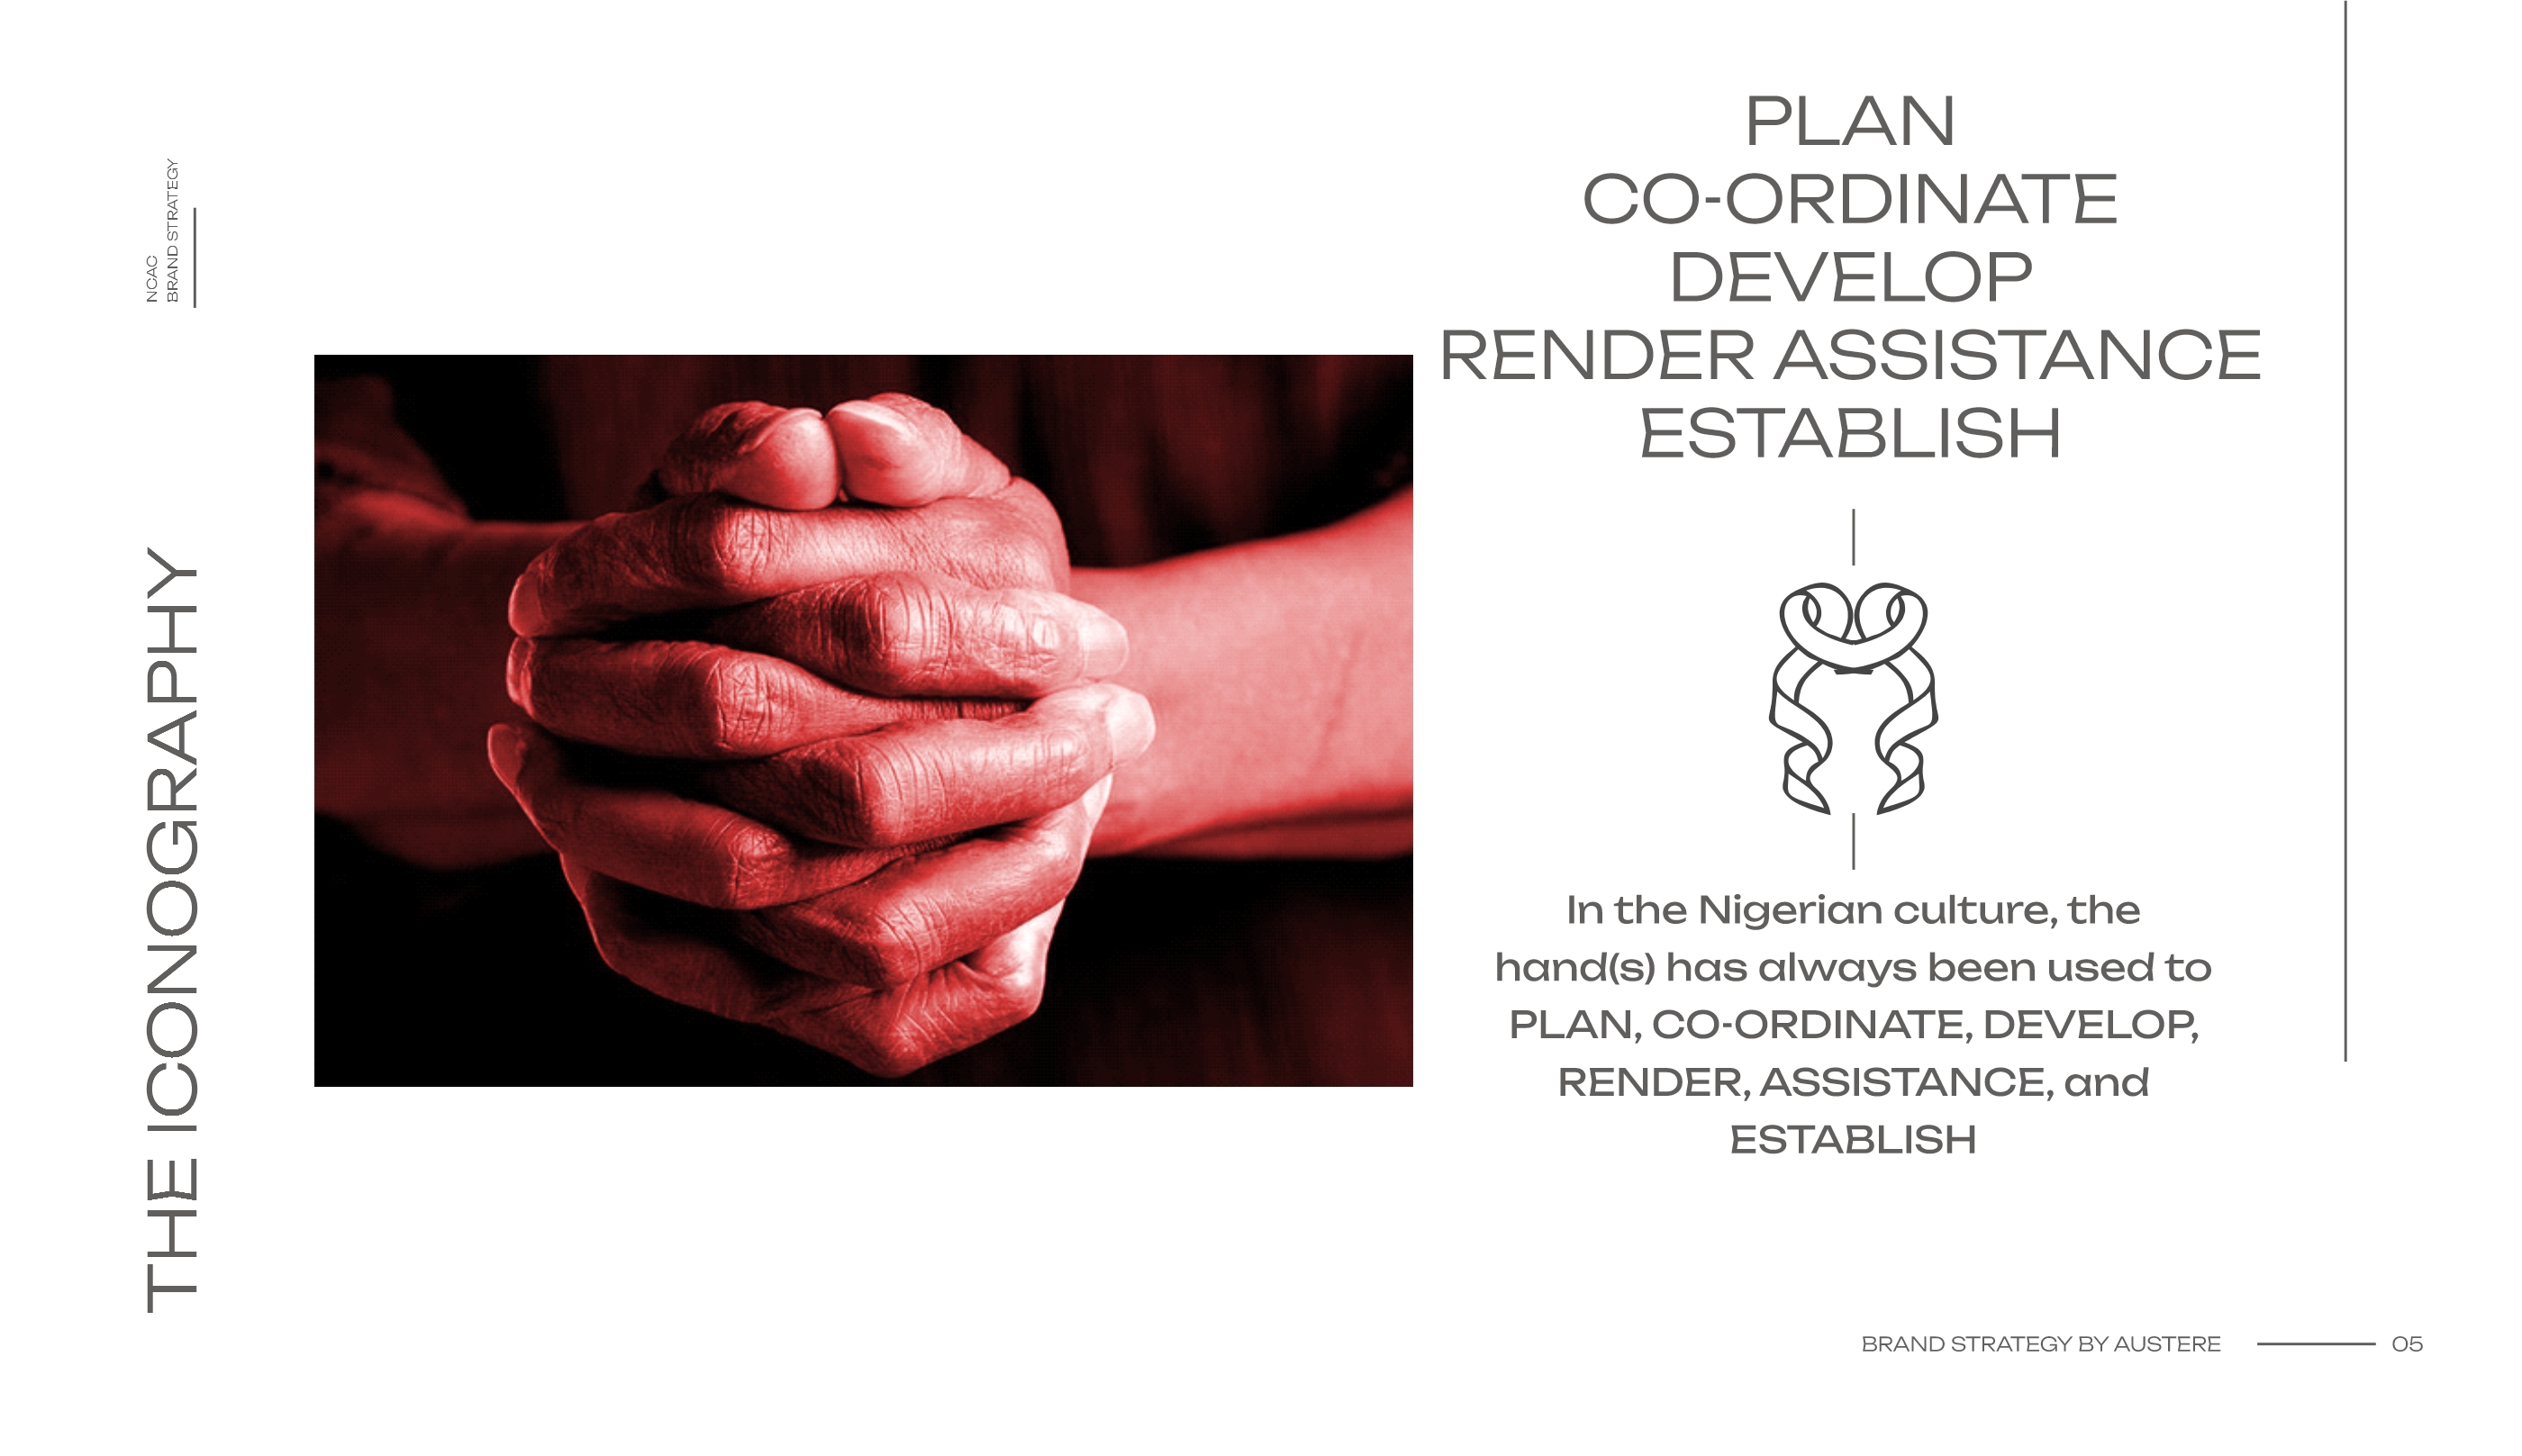 NCAC
BRAND STRATEGY
THE ICONOGRAPHY
PLAN
CO-ORDINATE
DEVELOP
RENDER ASSISTANCE
ESTABLISH
In the Nigerian culture, the
hand(s) has always been used to
PLAN, CO-ORDINATE, DEVELOP,
RENDER, ASSISTANCE, and
ESTABLISH
BRAND STRATEGY BY AUSTERE
05